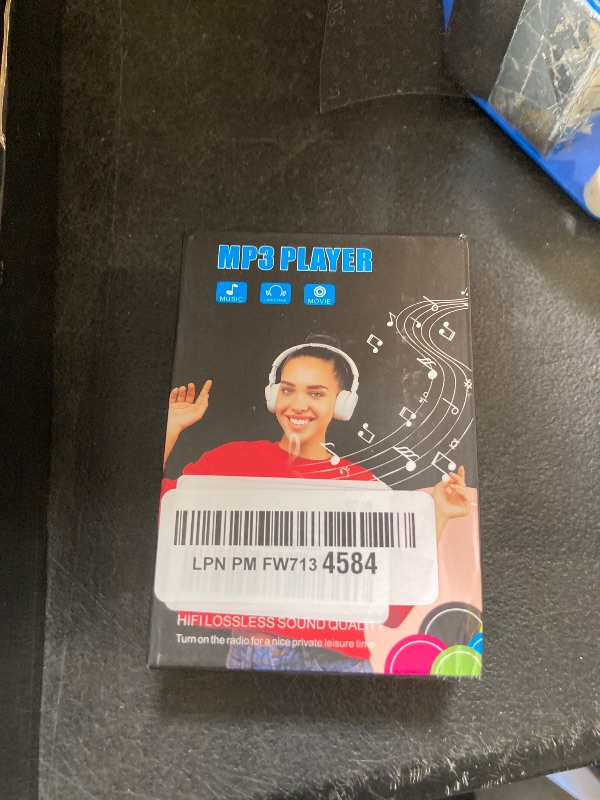 MP3 PLAYER
MUSIC
MOVIE
LPN PM FW713 4584
HIFI LOSSLESS SOUND QUALITY
Turn on the radio for a nice private leisure time